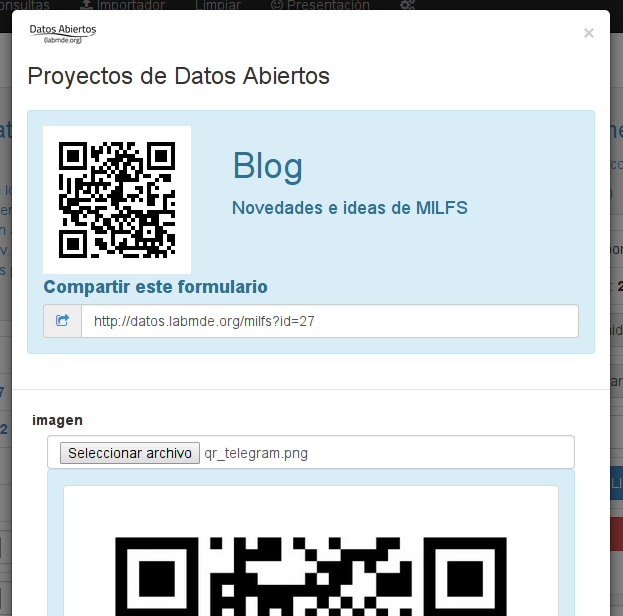 Importador
Limpiar
Presentación
Datos Abiertos
(labmde.org)
×
Proyectos de Datos Abiertos
Blog
Novedades e ideas de MILFS
Compartir este formulario
http://datos.labmde.org/milfs?id=27
imagen
Seleccionar archivo qr_telegram.png